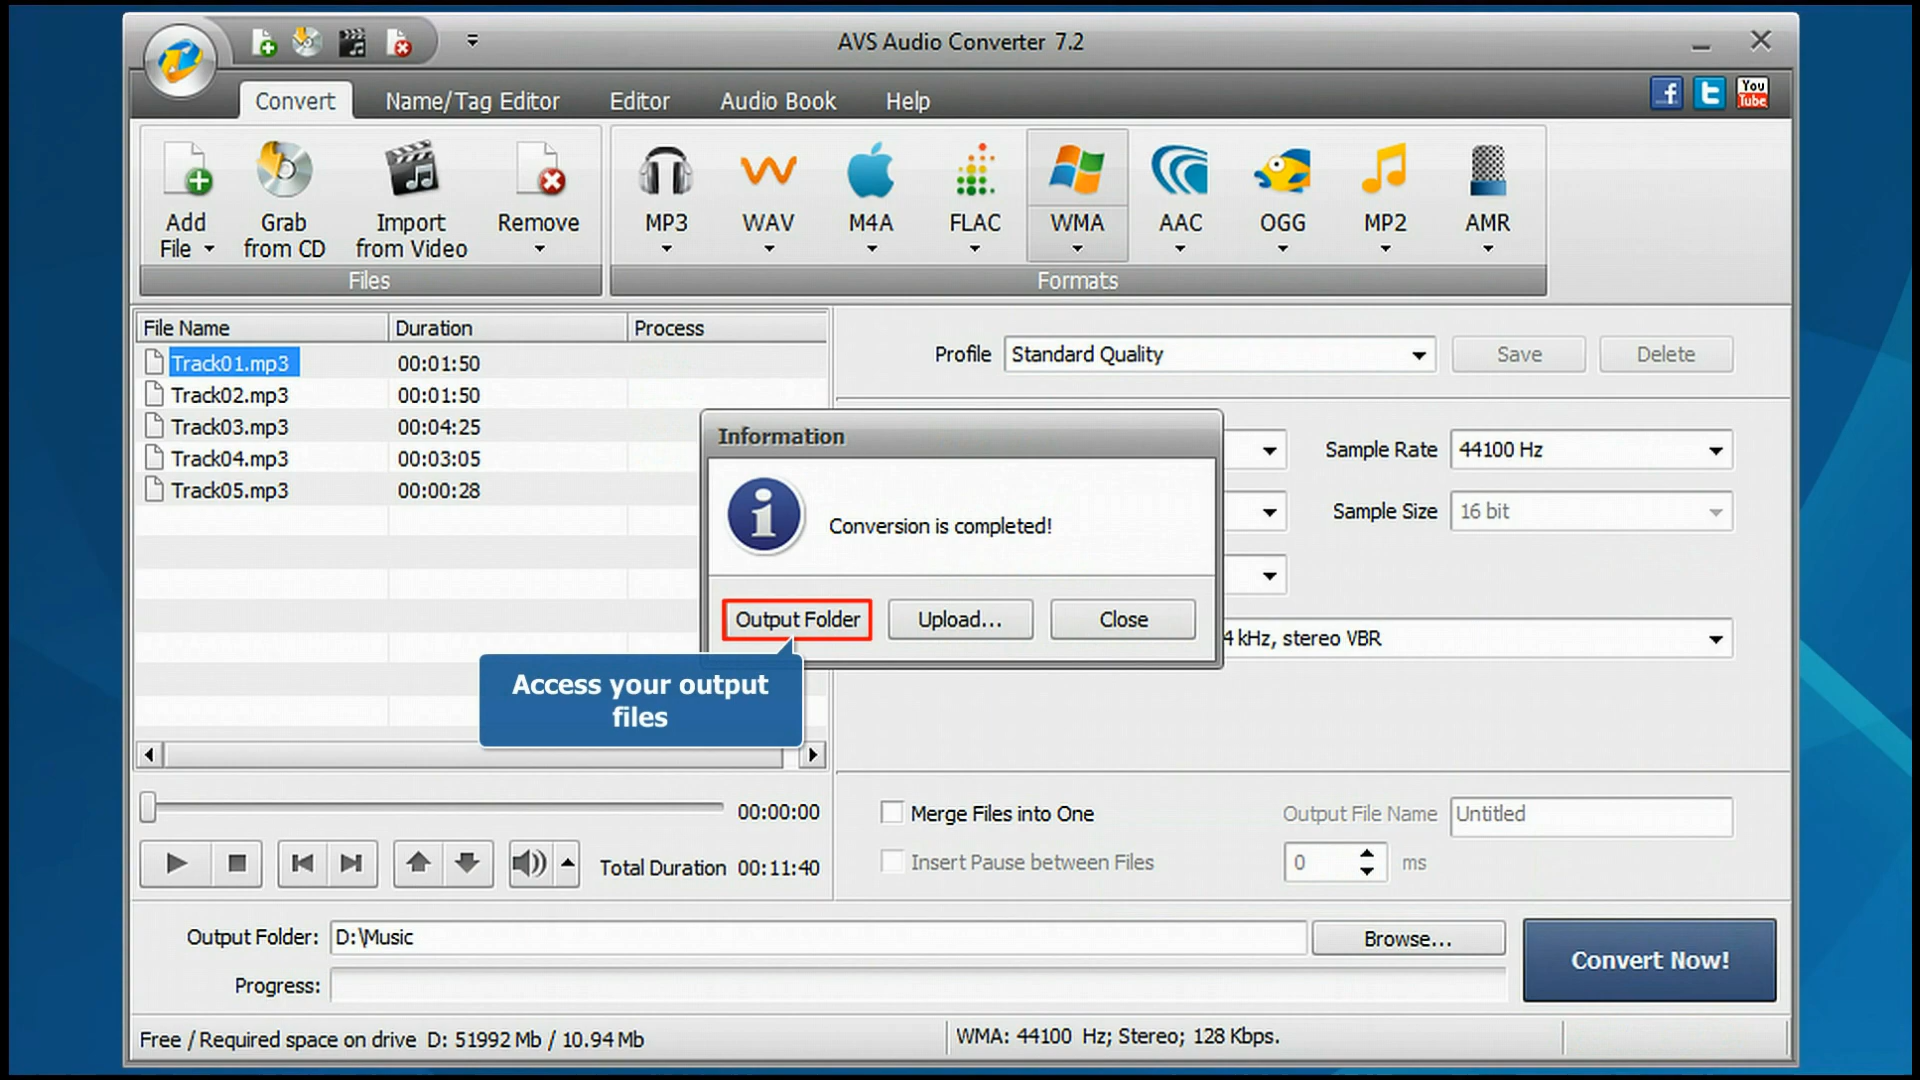 AVS Audio Converter 7.2
Convert
Name/Tag Editor
Editor
Audio Book
Help
f
t
You
Tube
Add
File
Grab
from CD
Import
from Video
Remove
Files
MP3
WAV
M4A
FLAC
WMA
AAC
OGG
MP2
AMR
Formats
File Name
Duration
Process
Track01.mp3
00:01:50
Track02.mp3
00:01:50
Track03.mp3
00:04:25
Track04.mp3
00:03:05
Track05.mp3
00:00:28
Profile
Standard Quality
Save
Delete
Sample Rate
44100 Hz
Sample Size
16 bit
4 kHz, stereo VBR
Information
i
Conversion is completed!
Output Folder
Upload...
Close
Access your output
files
00:00:00
Total Duration 00:11:40
Merge Files into One
Output File Name
Untitled
Insert Pause between Files
0
ms
Output Folder:
D:\Music
Browse...
Convert Now!
Progress:
Free / Required space on drive D: 51992 Mb / 10.94 Mb
WMA: 44100 Hz; Stereo; 128 Kbps.